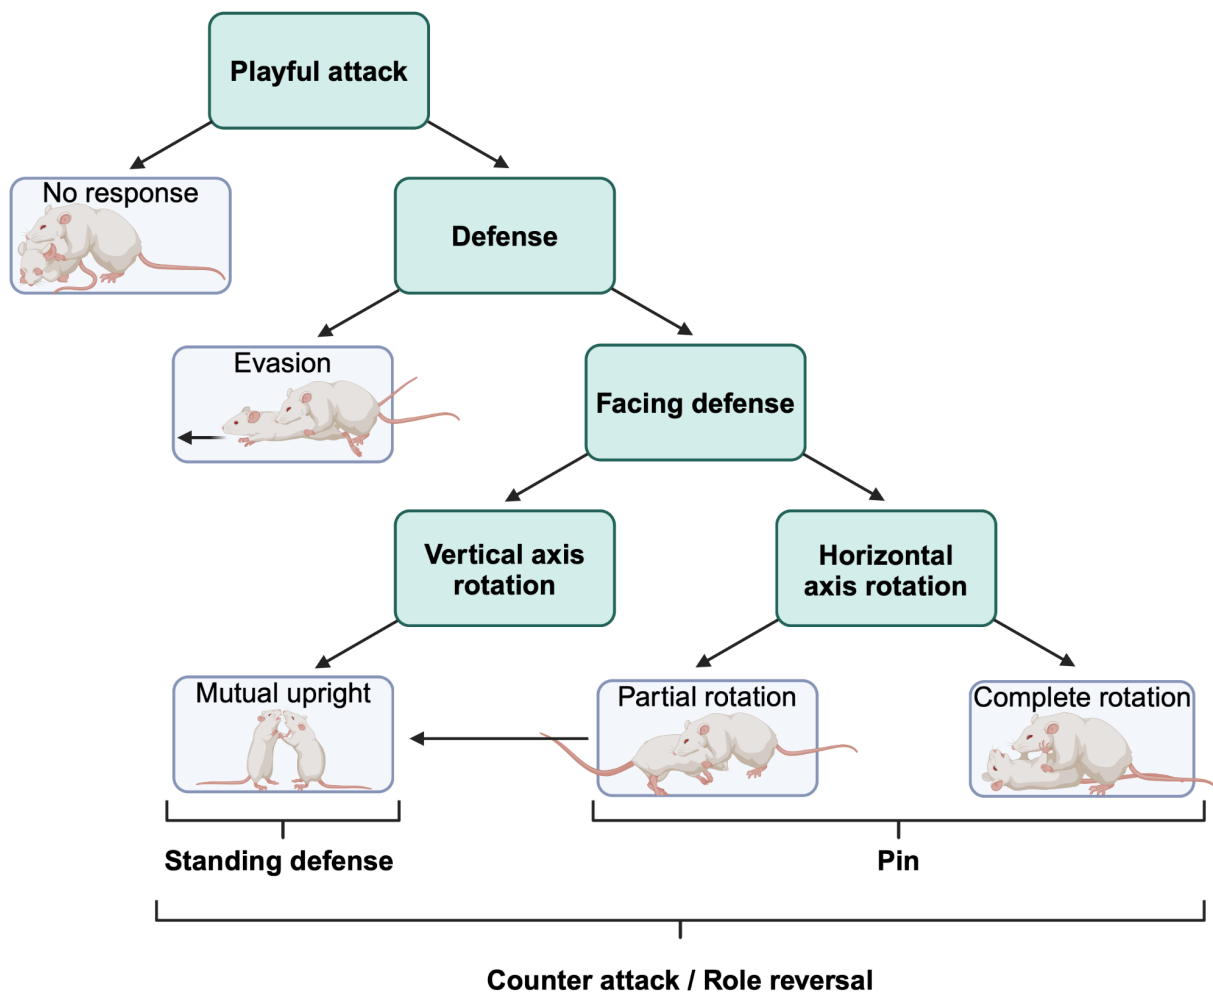 Playful attack
No response
Defense
Evasion
Facing defense
Vertical axis
rotation
Horizontal
axis rotation
Mutual upright
Partial rotation
Complete rotation
Standing defense
Pin
Counter attack / Role reversal